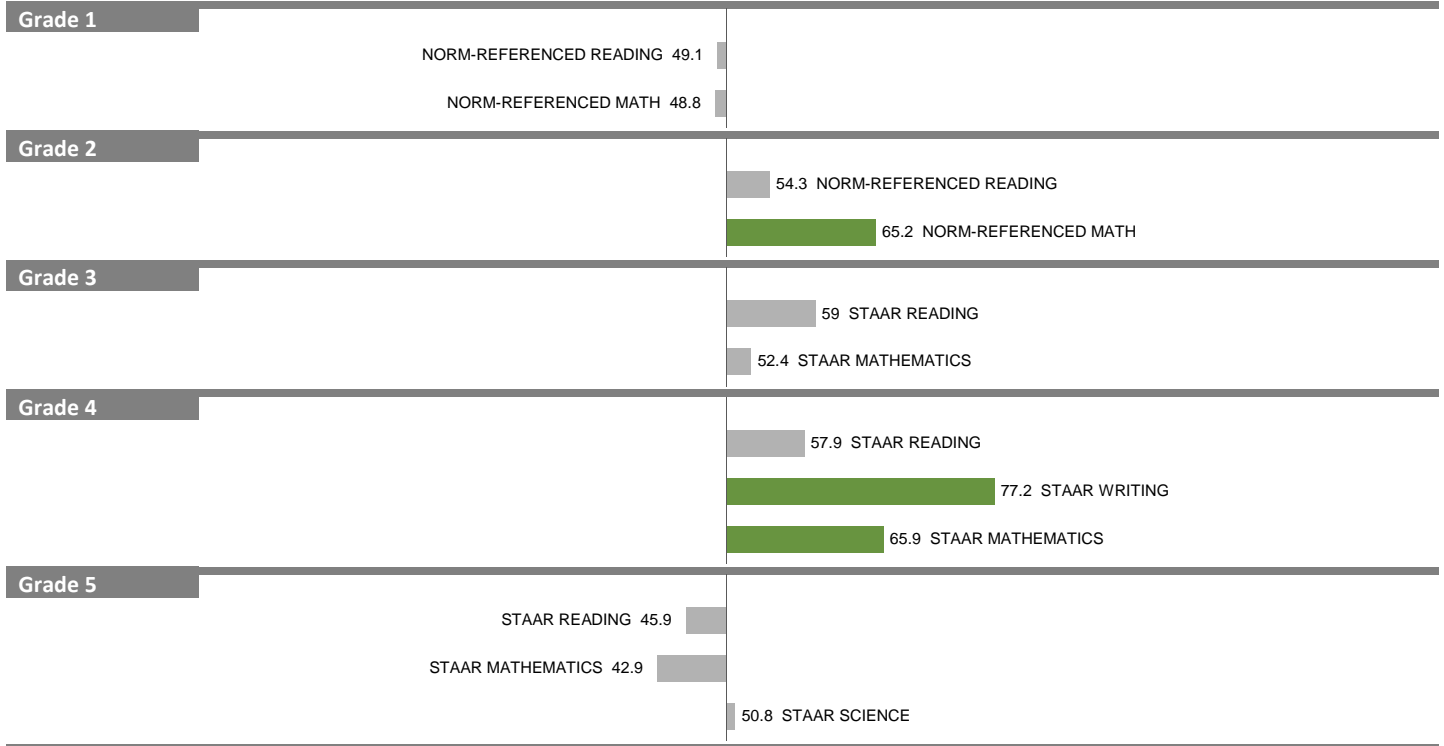 Grade 1
NORM-REFERENCED READING 49.1
NORM-REFERENCED MATH 48.8
Grade 2
54.3 NORM-REFERENCED READING
65.2 NORM-REFERENCED MATH
Grade 3
59 STAAR READING
52.4 STAAR MATHEMATICS
Grade 4
57.9 STAAR READING
77.2 STAAR WRITING
65.9 STAAR MATHEMATICS
Grade 5
STAAR READING 45.9
STAAR MATHEMATICS 42.9
50.8 STAAR SCIENCE